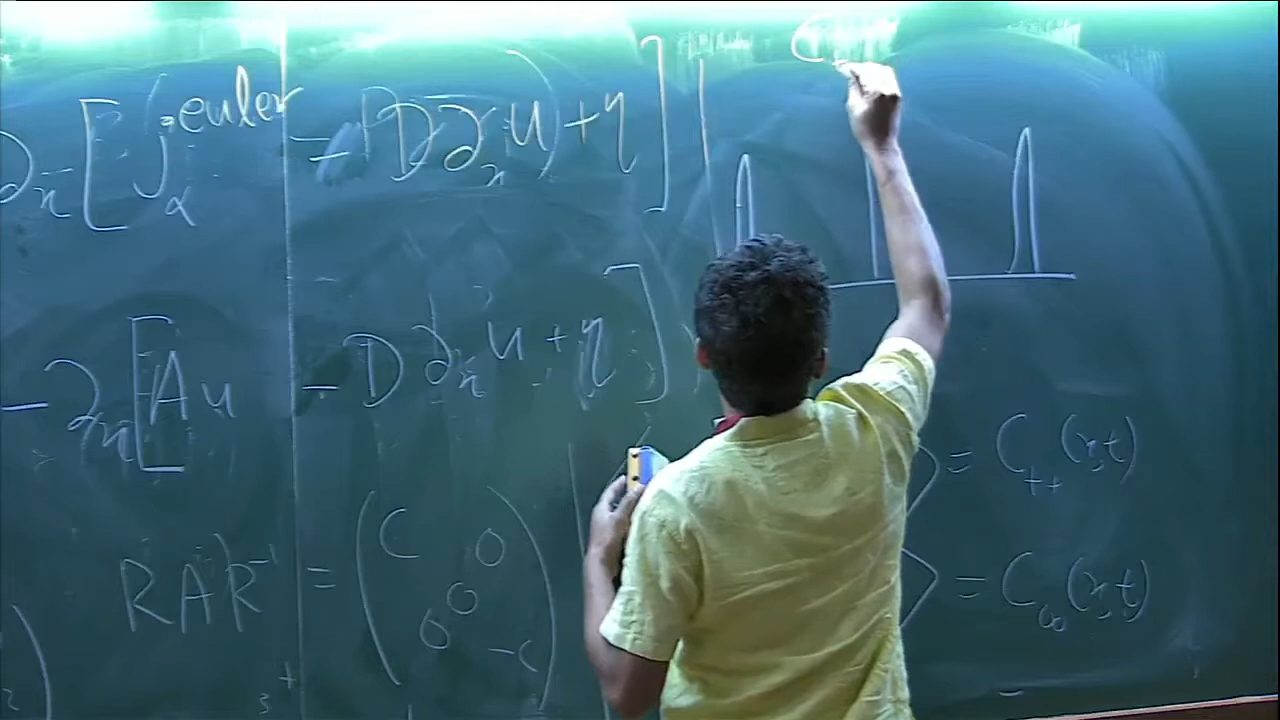 ∂ₓ[ j_α^euler − (D∂ₓu) + η ]
− ∂ₓ[ Au − D∂ₓu + η ]
RAR⁻¹ = ( C 0 0 0 −C )
⟩ = C₊₊(x,t)
⟩ = C₀₀(x,t)